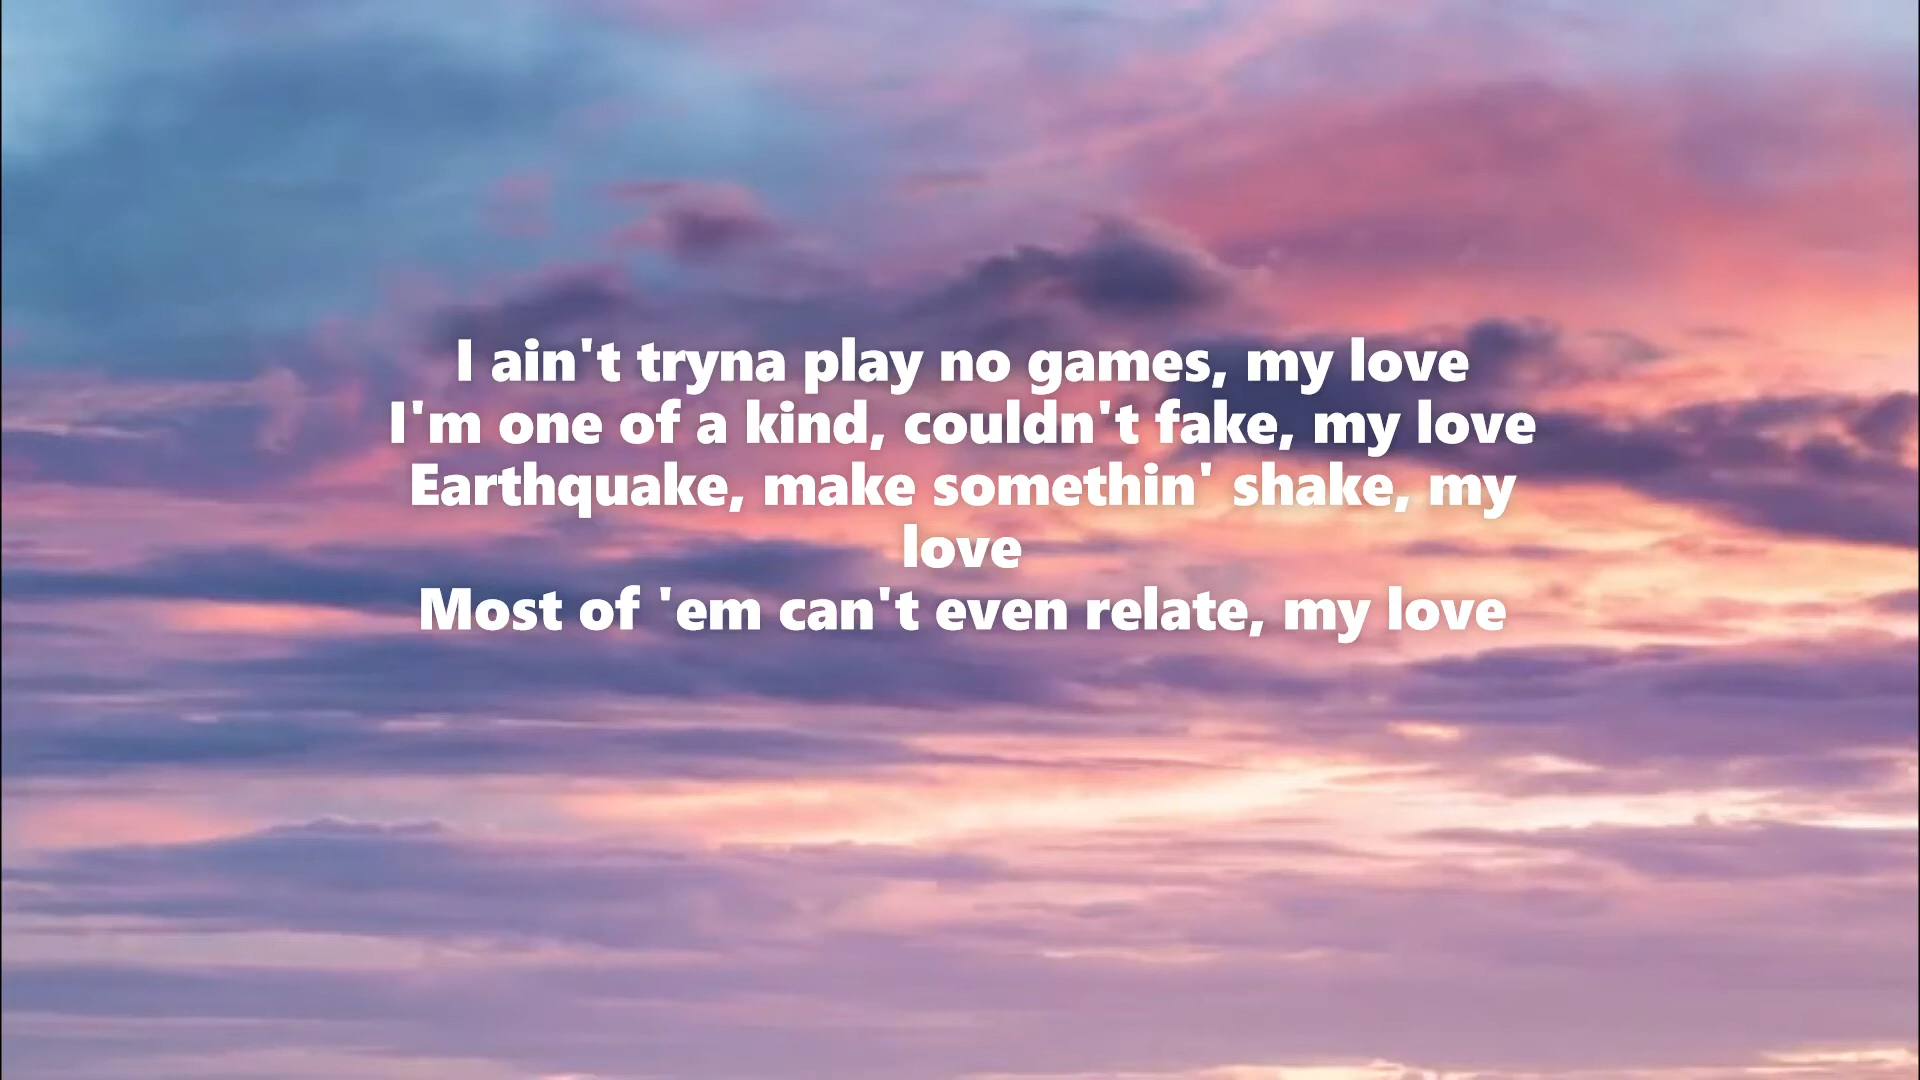 I ain't tryna play no games, my love
I'm one of a kind, couldn't fake, my love
Earthquake, make somethin' shake, my
love
Most of 'em can't even relate, my love